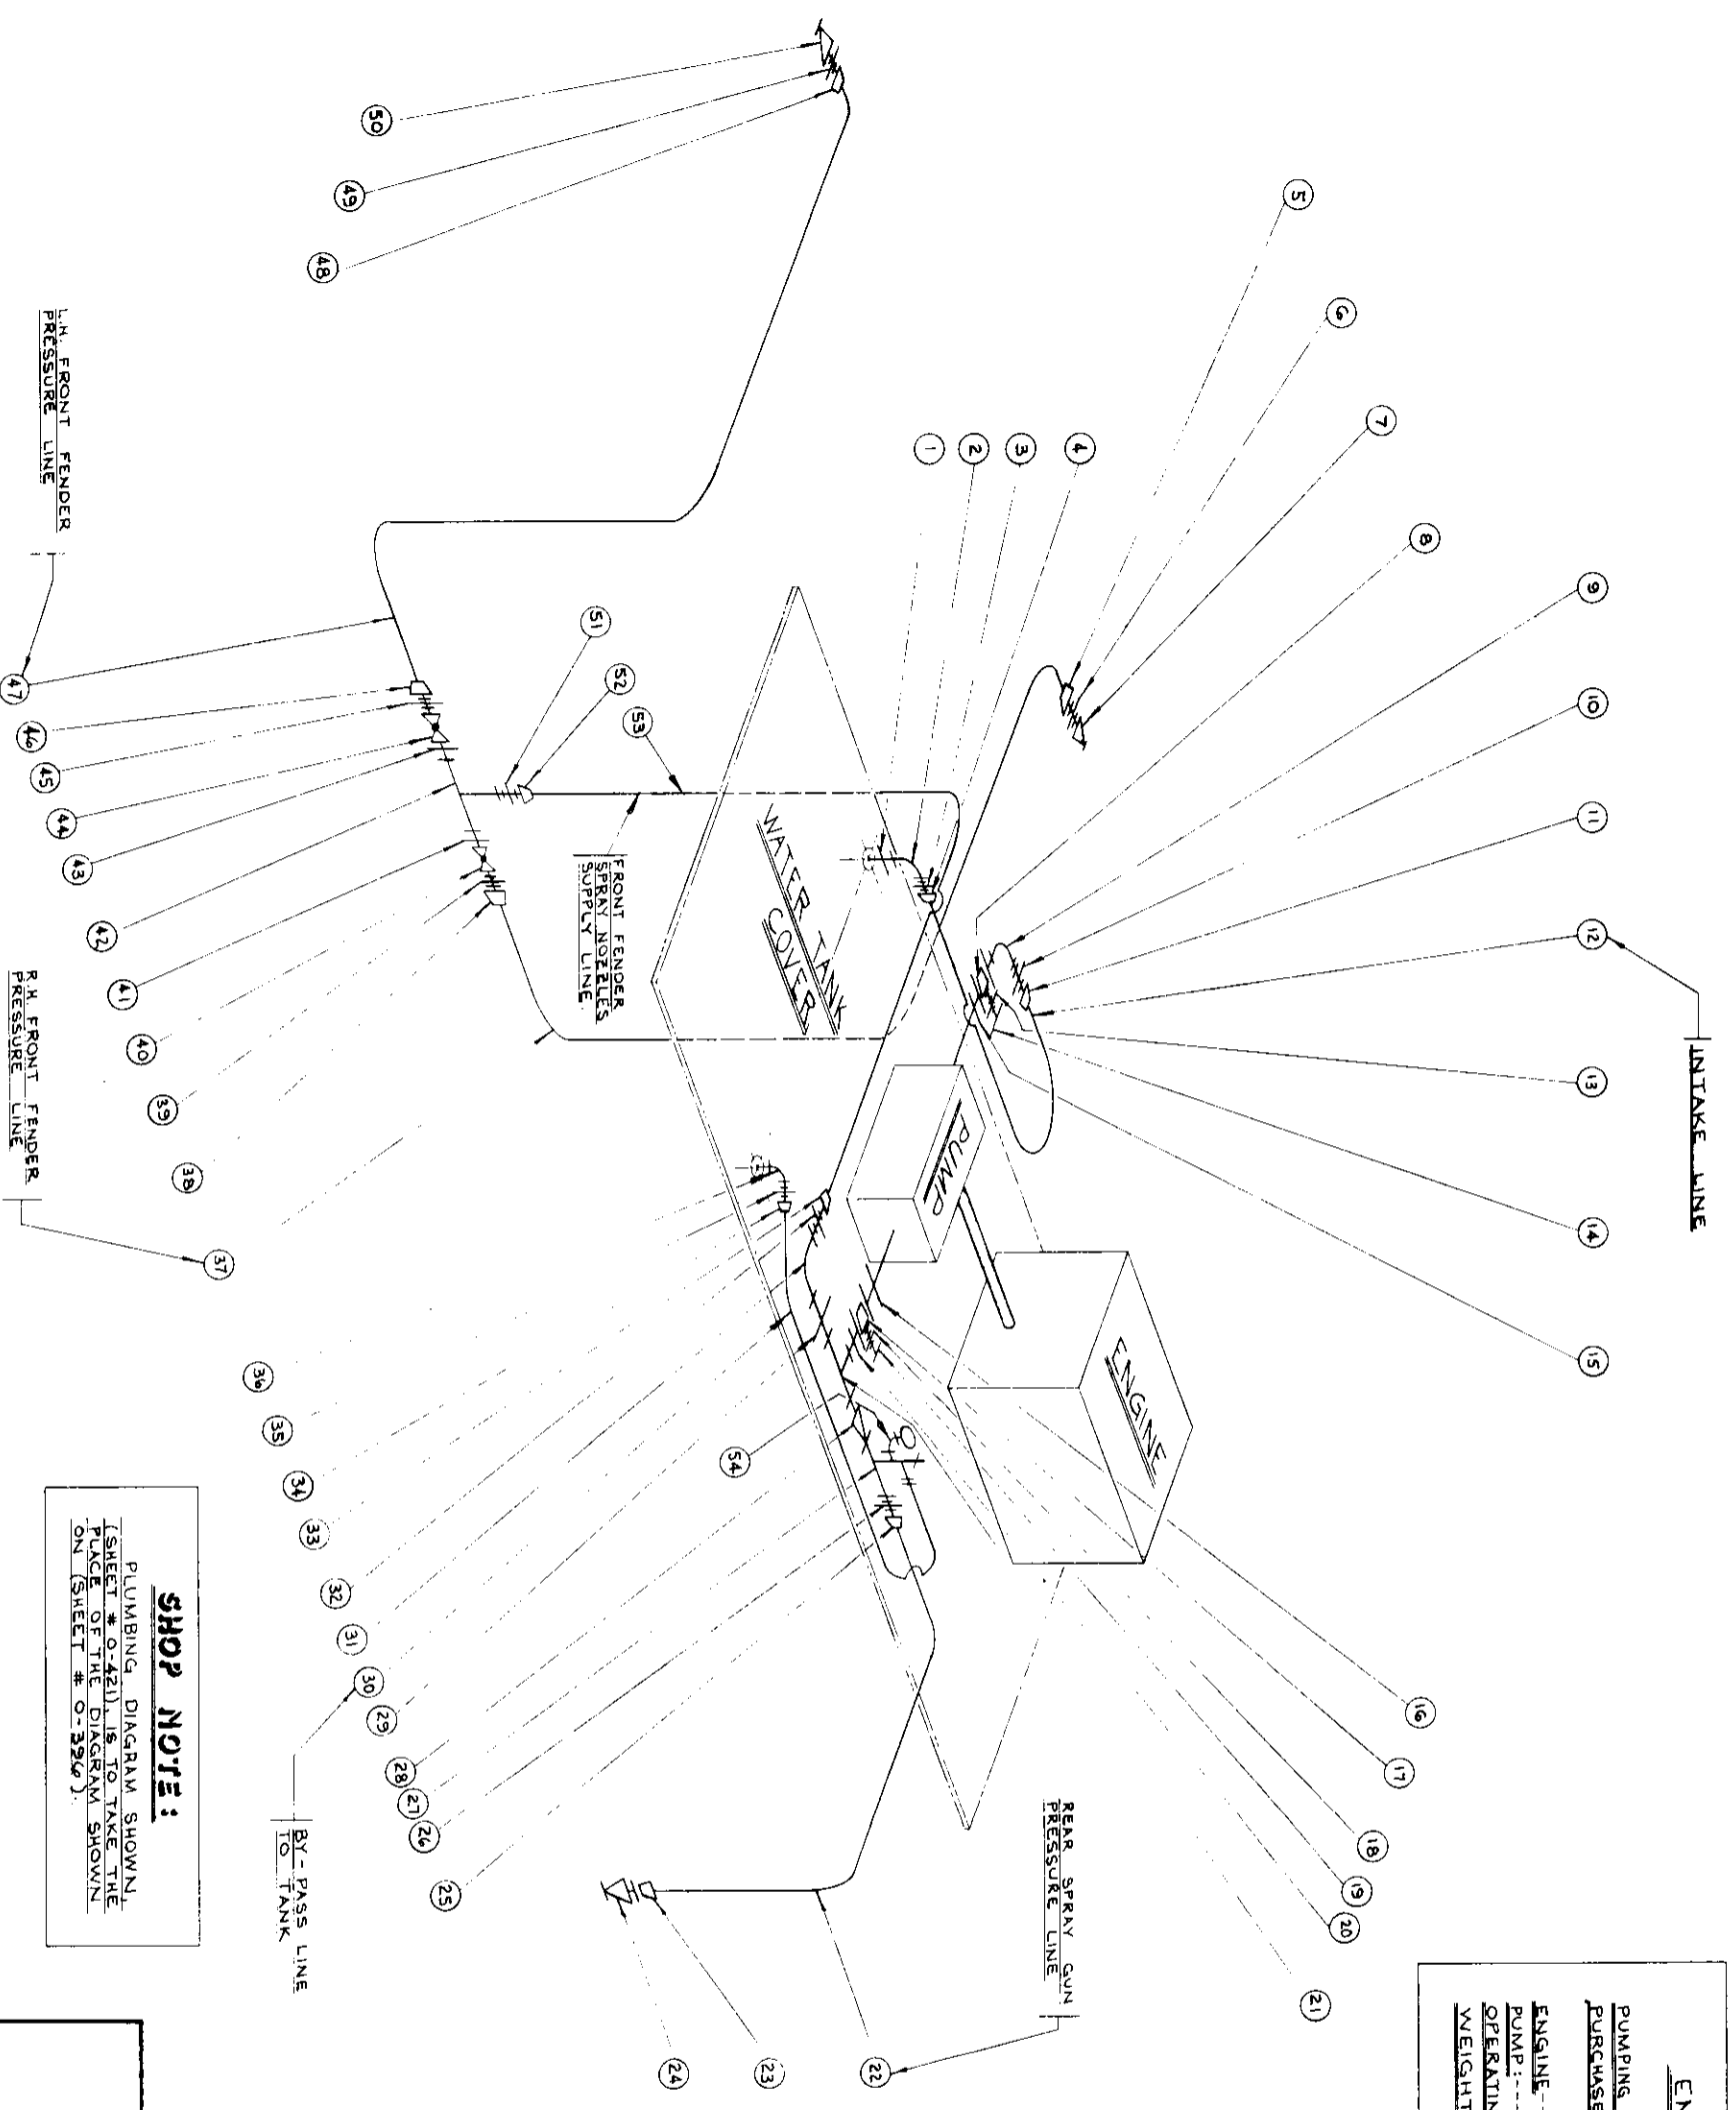 INTAKE LINE
5
6
7
8
9
10
11
12
13
14
15
1
2
3
4
50
49
48
L.H. FRONT FENDER
PRESSURE LINE
47
46
45
44
43
42
41
40
39
38
37
R.H. FRONT FENDER
PRESSURE LINE
51
52
53
FRONT FENDER
SPRAY NOZZLES
SUPPLY LINE
WATER TANK
COVER
PUMP
ENGINE
54
36
35
34
33
32
31
30
29
28
27
26
25
BY-PASS LINE
TO TANK
16
17
18
19
20
21
REAR SPRAY GUN
PRESSURE LINE
22
23
24
SHOP NOTE:
PLUMBING DIAGRAM SHOWN,
(SHEET # 0-421), IS TO TAKE THE
PLACE OF THE DIAGRAM SHOWN
ON (SHEET #
PUMPING
PURCHASE
ENGINE--
PUMP:---
WEIGHT